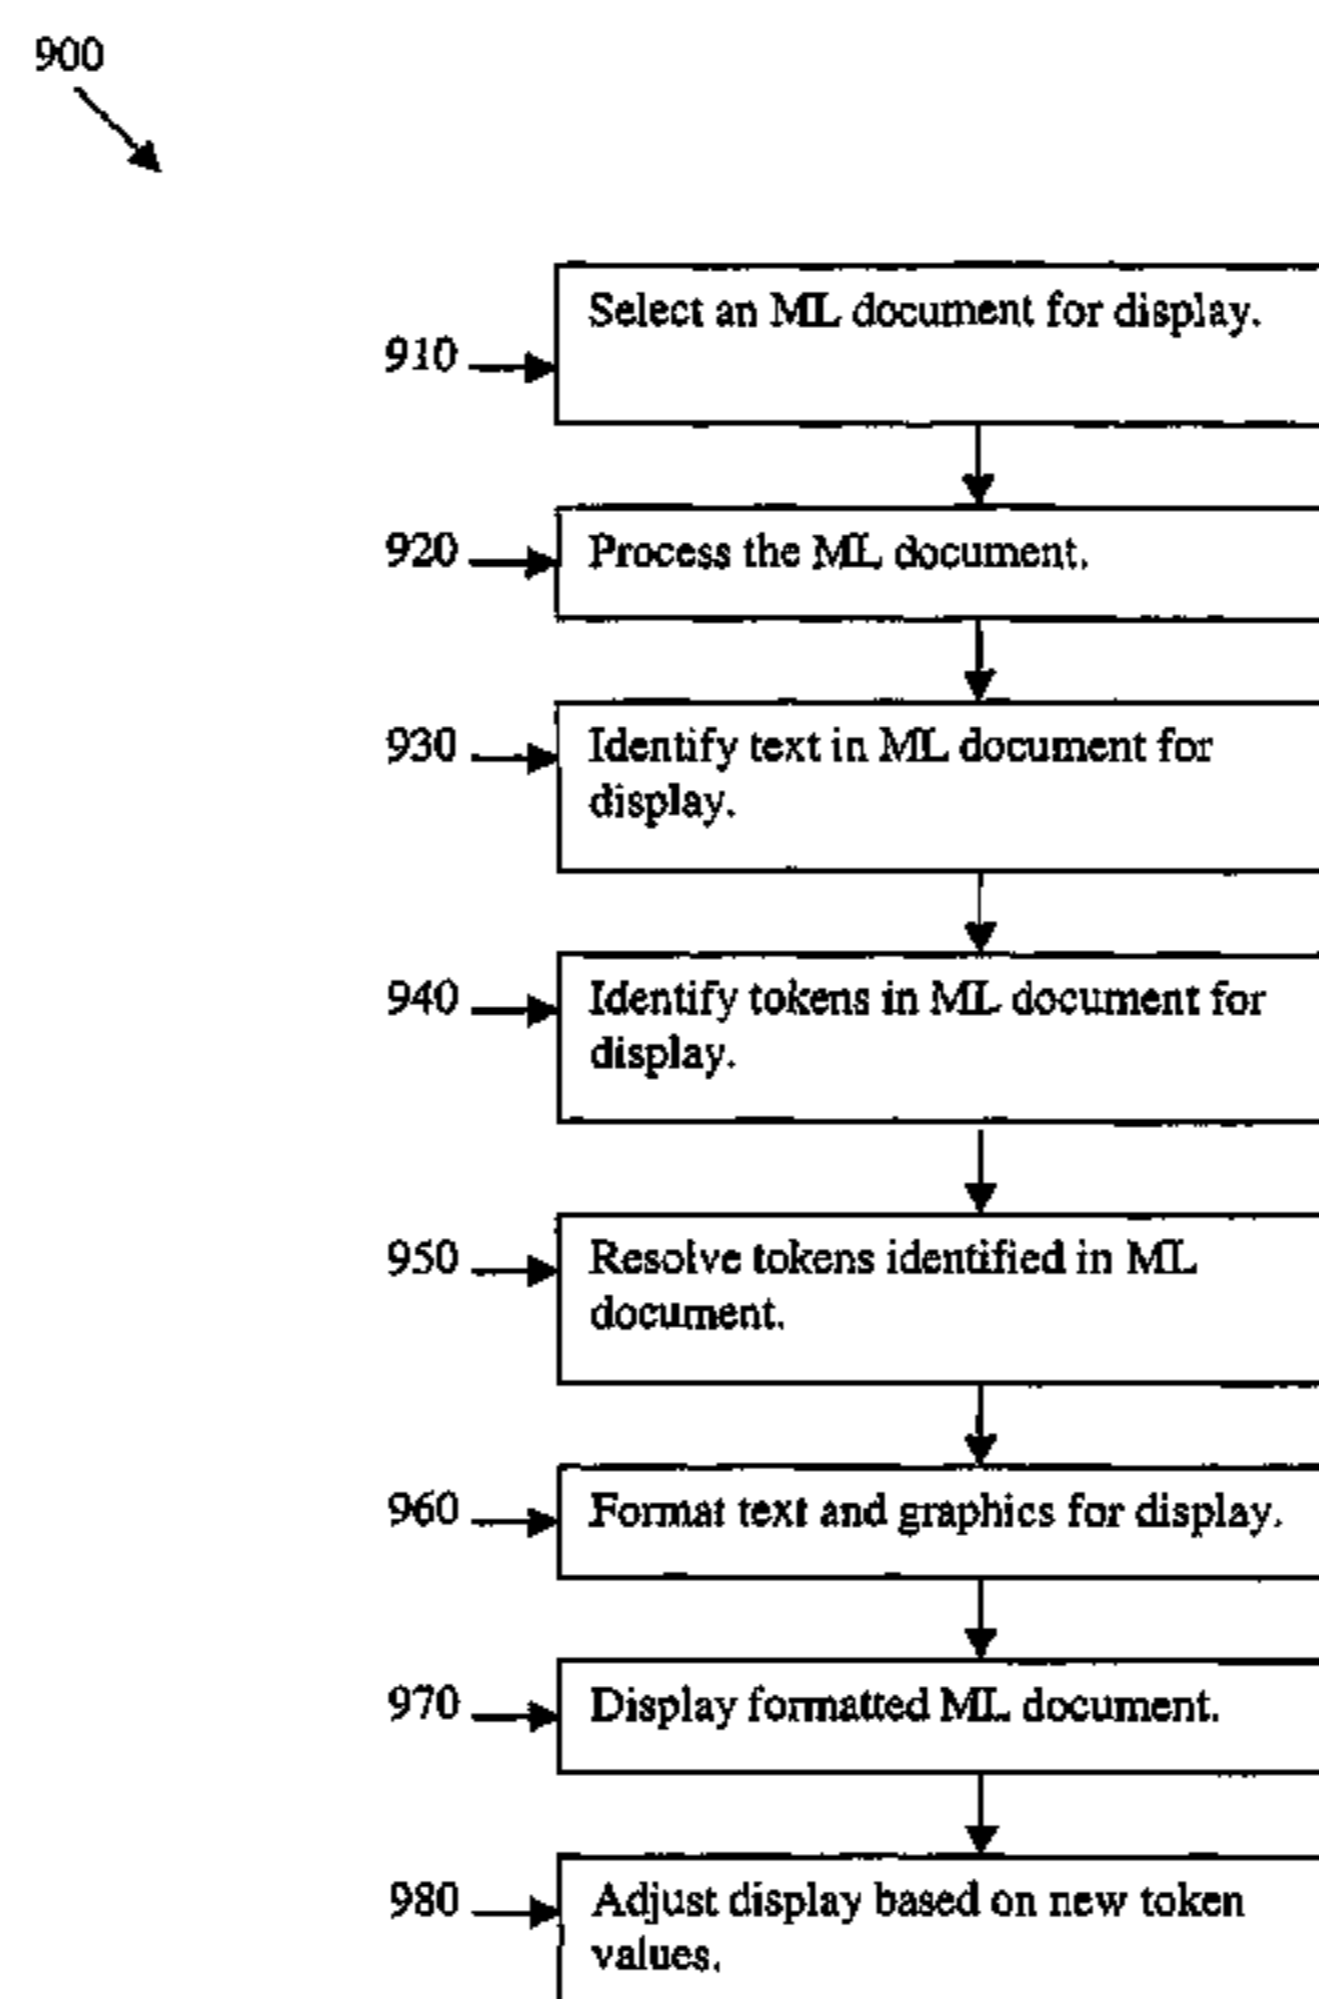 900
910
Select an ML document for display.
920
Process the ML document.
930
Identify text in ML document for
display.
940
Identify tokens in ML document for
display.
950
Resolve tokens identified in ML
document.
960
Format text and graphics for display.
970
Display formatted ML document.
980
Adjust display based on new token
values.